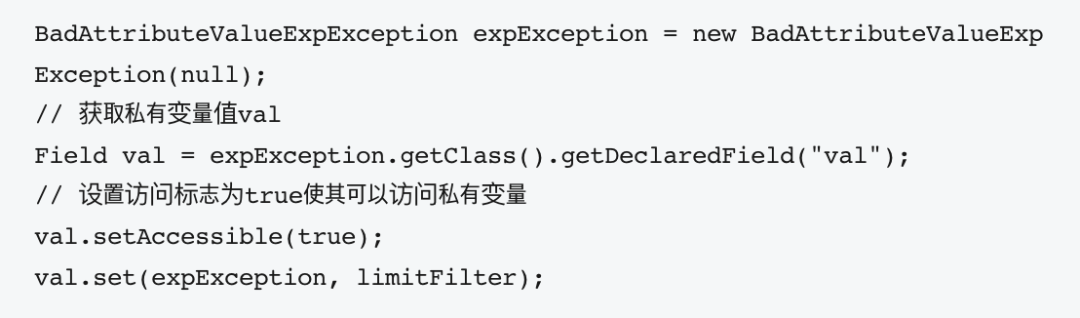 BadAttributeValueExpException expException = new BadAttributeValueExp
Exception(null);
// 获取私有变量值val
Field val = expException.getClass().getDeclaredField("val");
// 设置访问标志为true使其可以访问私有变量
val.setAccessible(true);
val.set(expException, limitFilter);